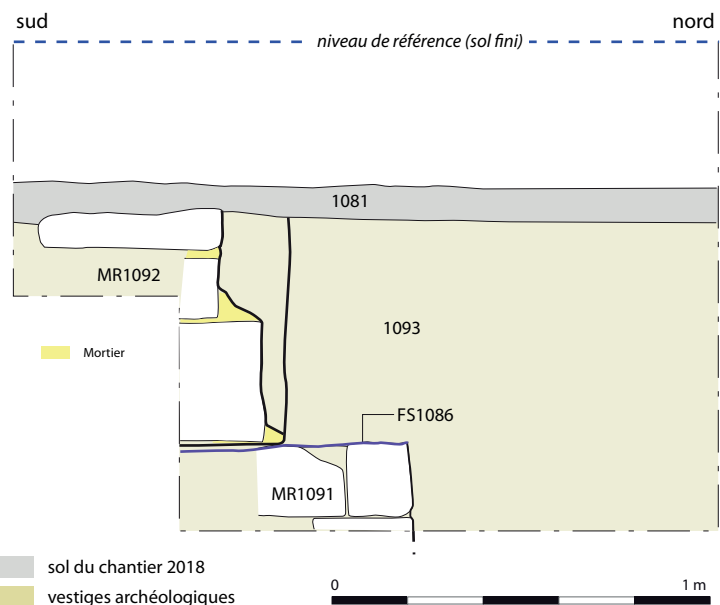 sud
nord
niveau de référence (sol fini)
1081
MR1092
1093
Mortier
FS1086
MR1091
sol du chantier 2018
vestiges archéologiques
0
1 m